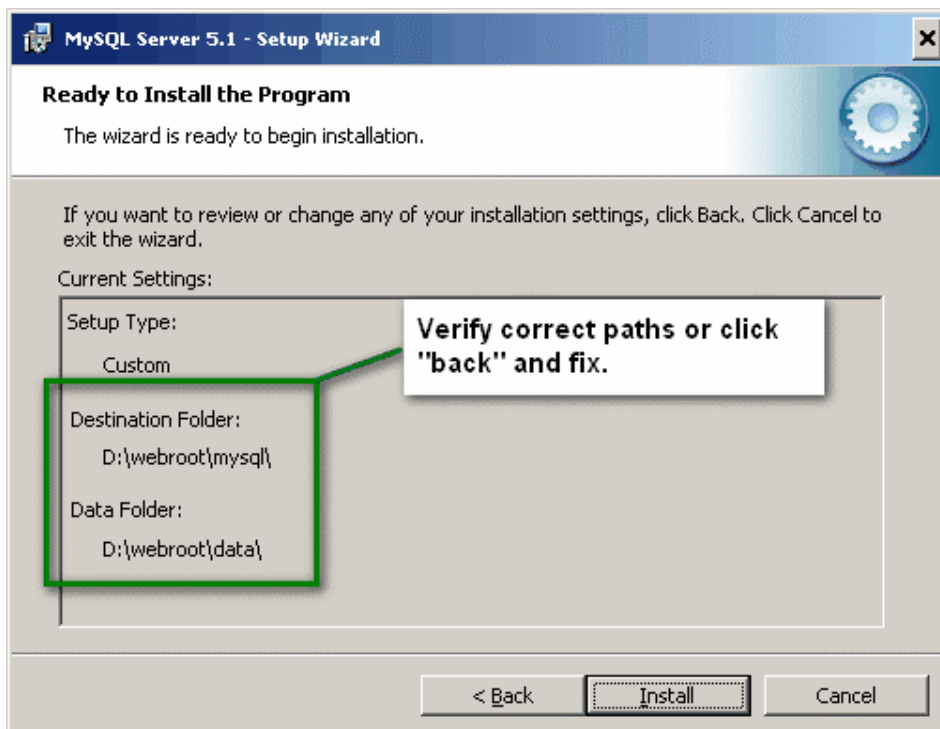 MySQL Server 5.1 - Setup Wizard
Ready to Install the Program
The wizard is ready to begin installation.
If you want to review or change any of your installation settings, click Back. Click Cancel to
exit the wizard.
Current Settings:
Setup Type:
Custom
Verify correct paths or click
"back" and fix.
Destination Folder:
D:\webroot\mysql\
Data Folder:
D:\webroot\data\
< Back
Install
Cancel